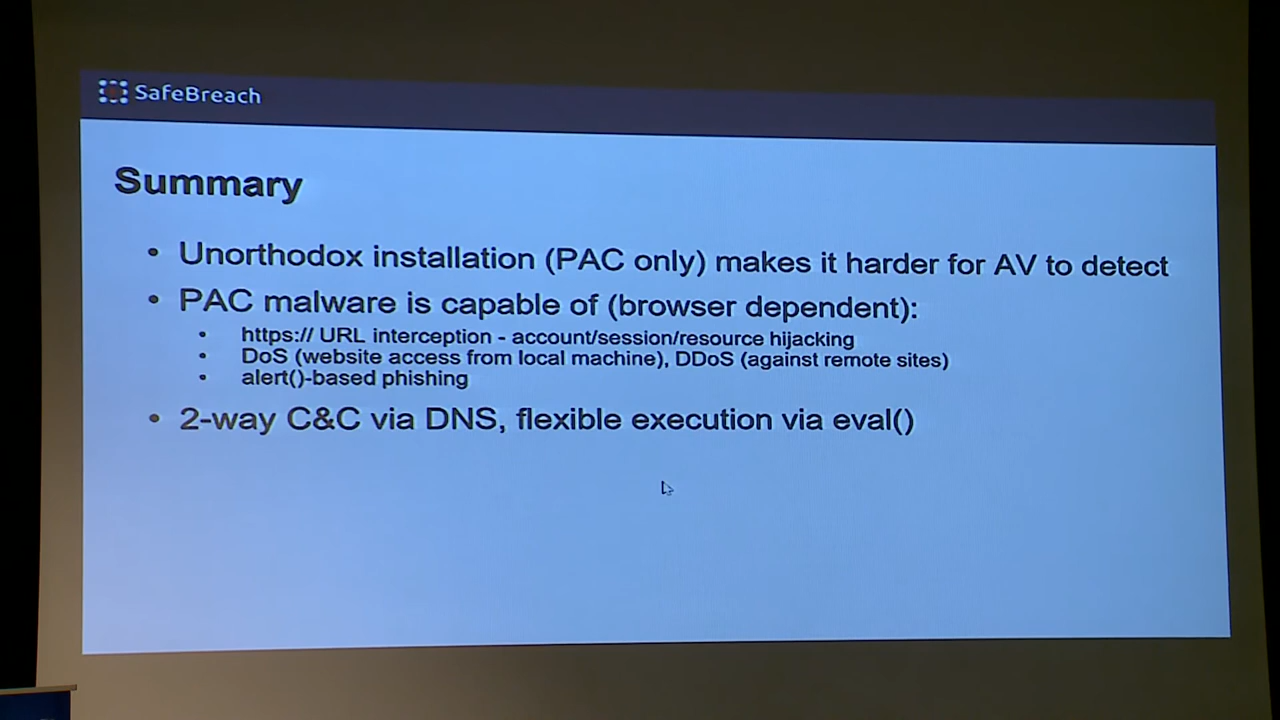 SafeBreach
Summary
• Unorthodox installation (PAC only) makes it harder for AV to detect
• PAC malware is capable of (browser dependent):
• https:// URL interception - account/session/resource hijacking
• DoS (website access from local machine), DDoS (against remote sites)
• alert()-based phishing
• 2-way C&C via DNS, flexible execution via eval()